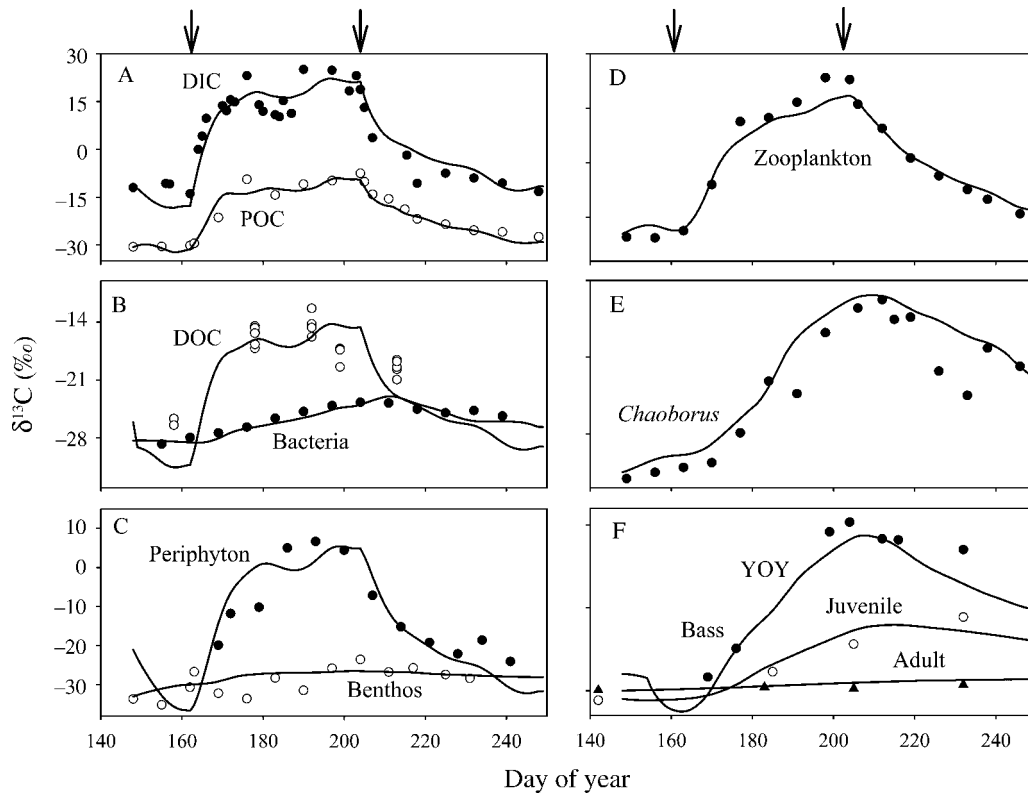 A
DIC
POC
30
15
0
−15
−30
B
DOC
Bacteria
−14
−21
−28
C
Periphyton
Benthos
10
0
−10
−20
−30
140
160
180
200
220
240
D
Zooplankton
E
Chaoborus
F
YOY
Bass
Juvenile
Adult
140
160
180
200
220
240
δ13C (‰)
Day of year